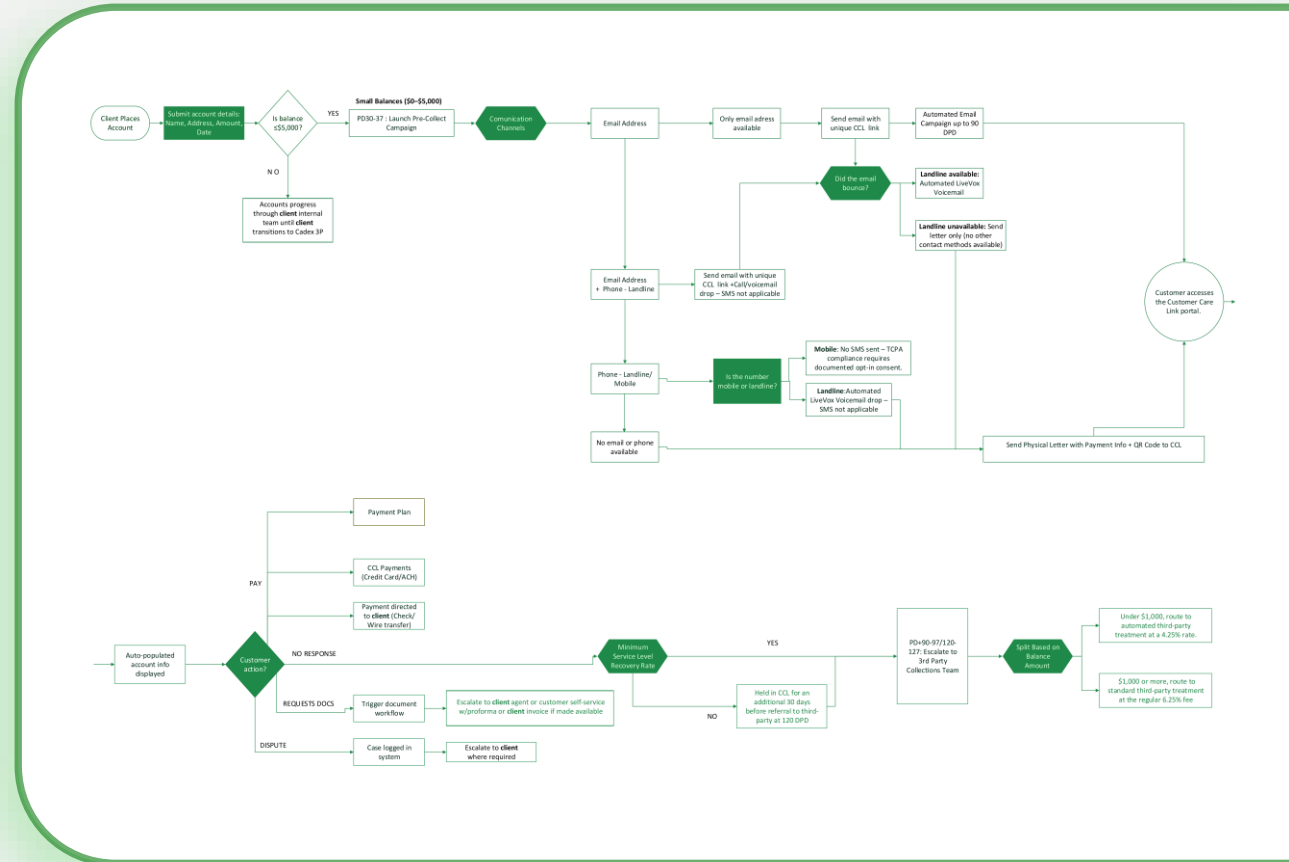 Small Balances ($0–$5,000)
Client Places
Account
Submit account details:
Name, Address, Amount,
Date
Is balance
≤$5,000?
YES
PD30-37 : Launch Pre-Collect
Campaign
Comunication
Channels
Email Address
Only email adress
available
Send email with
unique CCL link
Automated Email
Campaign up to 90
DPD
N O
Accounts progress
through client internal
team until client
transitions to Cadex 3P
Did the email
bounce?
Landline available:
Automated LiveVox
Voicemail
Landline unavailable: Send
letter only (no other
contact methods available)
Email Address
+ Phone - Landline
Send email with unique
CCL link +Call/voicemail
drop – SMS not applicable
Customer accesses
the Customer Care
Link portal.
Phone - Landline/
Mobile
Is the number
mobile or landline?
Mobile: No SMS sent – TCPA
compliance requires
documented opt-in consent.
Landline:Automated
LiveVox Voicemail drop –
SMS not applicable
No email or phone
available
Send Physical Letter with Payment Info + QR Code to CCL
Auto-populated
account info
displayed
Customer
action?
PAY
Payment Plan
CCL Payments
(Credit Card/ACH)
Payment directed
to client (Check/
Wire transfer)
NO RESPONSE
REQUESTS DOCS
Trigger document
workflow
Escalate to client agent or customer self-service
w/proforma or client invoice if made available
DISPUTE
Case logged in
system
Escalate to client
where required
Minimum
Service Level
Recovery Rate
YES
NO
Held in CCL for an
additional 30 days
before referral to third-
party at 120 DPD
PD+90-97/120-
127: Escalate to
3rd Party
Collections Team
Split Based on
Balance
Amount
Under $1,000, route to
automated third-party
treatment at a 4.25% rate.
$1,000 or more, route to
standard third-party treatment
at the regular 6.25% fee